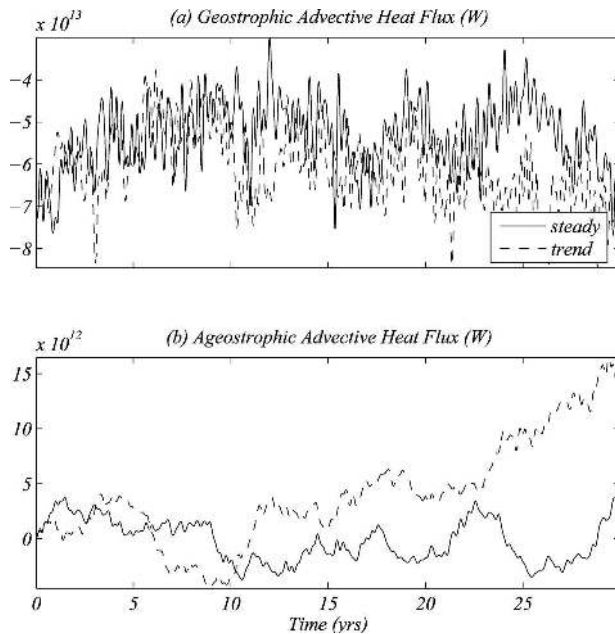 (a) Geostrophic Advective Heat Flux (W)
x 10^13
−4
−5
−6
−7
−8
steady
trend
(b) Ageostrophic Advective Heat Flux (W)
x 10^12
15
10
5
0
0 5 10 15 20 25
Time (yrs)